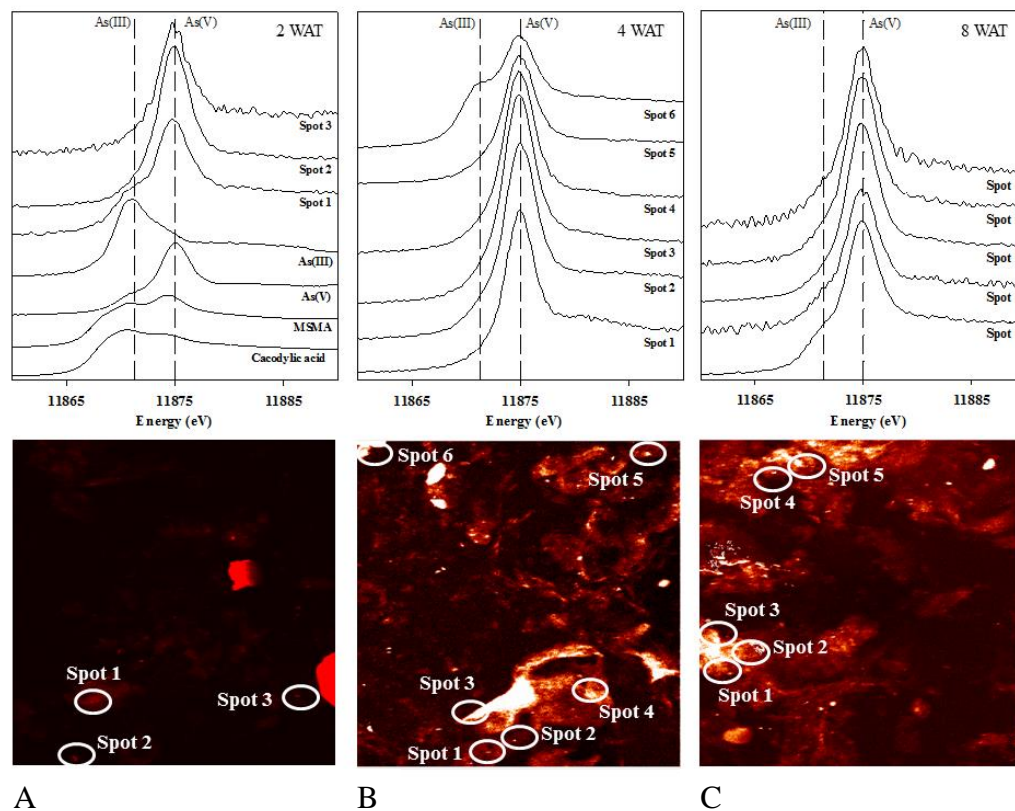 As(III) As(V) 2 WAT
Spot 3
Spot 2
Spot 1
As(III)
As(V)
MSMA
Cacodylic acid
11865 11875 11885
Energy (eV)
As(III) As(V) 4 WAT
Spot 6
Spot 5
Spot 4
Spot 3
Spot 2
Spot 1
11865 11875 11885
Energy (eV)
As(III) As(V) 8 WAT
Spot
Spot
Spot
Spot
Spot
11865 11875 11885
Energy (eV)
Spot 1
Spot 3
Spot 2
A
Spot 6
Spot 5
Spot 3
Spot 4
Spot 2
Spot 1
B
Spot 5
Spot 4
Spot 3
Spot 2
Spot 1
C